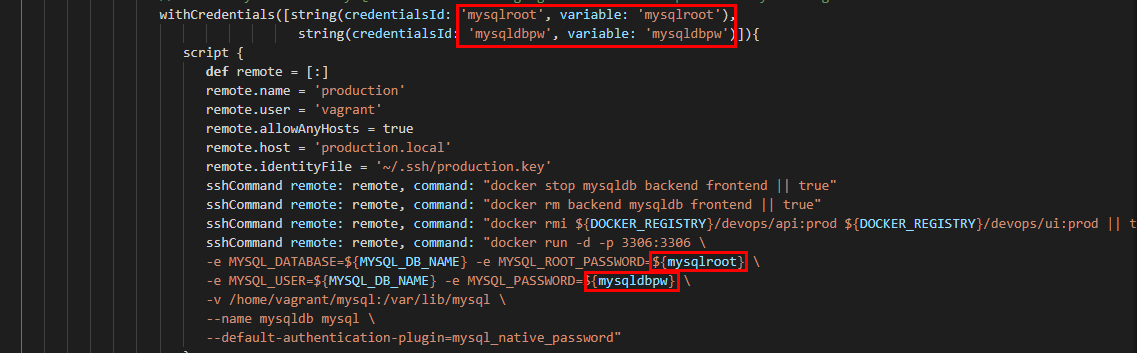 withCredentials([string(credentialsId: 'mysqlroot', variable: 'mysqlroot'),
string(credentialsId: 'mysqldbpw', variable: 'mysqldbpw')]){
script {
def remote = [:]
remote.name = 'production'
remote.user = 'vagrant'
remote.allowAnyHosts = true
remote.host = 'production.local'
remote.identityFile = '~/.ssh/production.key'
sshCommand remote: remote, command: "docker stop mysqldb backend frontend || true"
sshCommand remote: remote, command: "docker rm backend mysqldb frontend || true"
sshCommand remote: remote, command: "docker rmi ${DOCKER_REGISTRY}/devops/api:prod ${DOCKER_REGISTRY}/devops/ui:prod || t
sshCommand remote: remote, command: "docker run -d -p 3306:3306 \
-e MYSQL_DATABASE=${MYSQL_DB_NAME} -e MYSQL_ROOT_PASSWORD=${mysqlroot} \
-e MYSQL_USER=${MYSQL_DB_NAME} -e MYSQL_PASSWORD=${mysqldbpw} \
-v /home/vagrant/mysql:/var/lib/mysql \
--name mysqldb mysql \
--default-authentication-plugin=mysql_native_password"